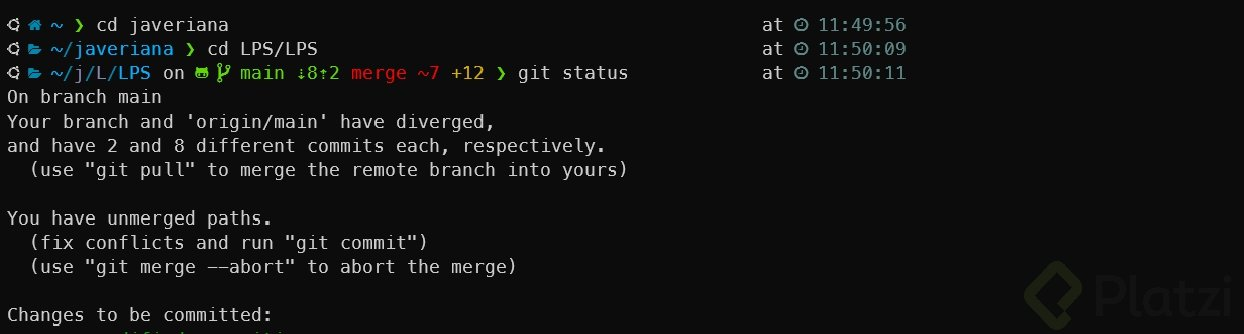 ~ ❯ cd javeriana at 11:49:56
~/javeriana ❯ cd LPS/LPS at 11:50:09
~/j/L/LPS on main ⇣8⇡2 merge ~7 +12 ❯ git status at 11:50:11
On branch main
Your branch and 'origin/main' have diverged,
and have 2 and 8 different commits each, respectively.
(use "git pull" to merge the remote branch into yours)
You have unmerged paths.
(fix conflicts and run "git commit")
(use "git merge --abort" to abort the merge)
Changes to be committed:
Platzi